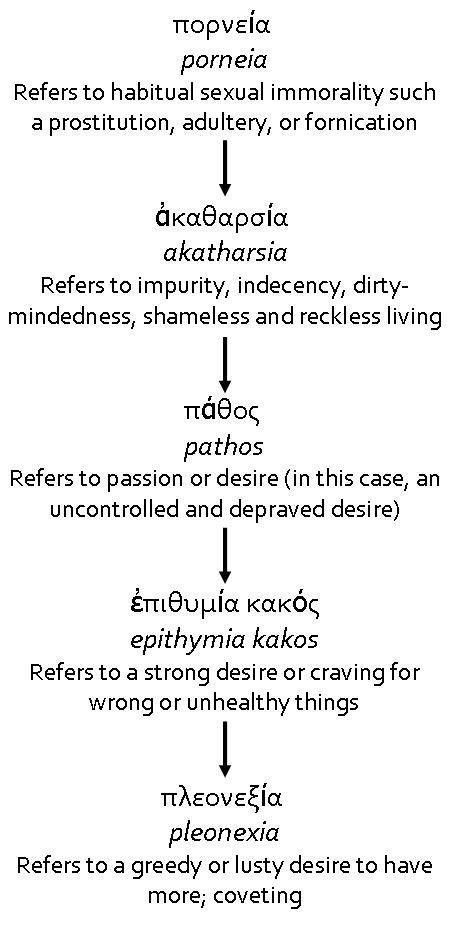 πορνεία
porneia
Refers to habitual sexual immorality such
a prostitution, adultery, or fornication
ἀκαθαρσία
akatharsia
Refers to impurity, indecency, dirty-
mindedness, shameless and reckless living
πάθος
pathos
Refers to passion or desire (in this case, an
uncontrolled and depraved desire)
ἐπιθυμία κακός
epithymia kakos
Refers to a strong desire or craving for
wrong or unhealthy things
πλεονεξία
pleonexia
Refers to a greedy or lusty desire to have
more; coveting